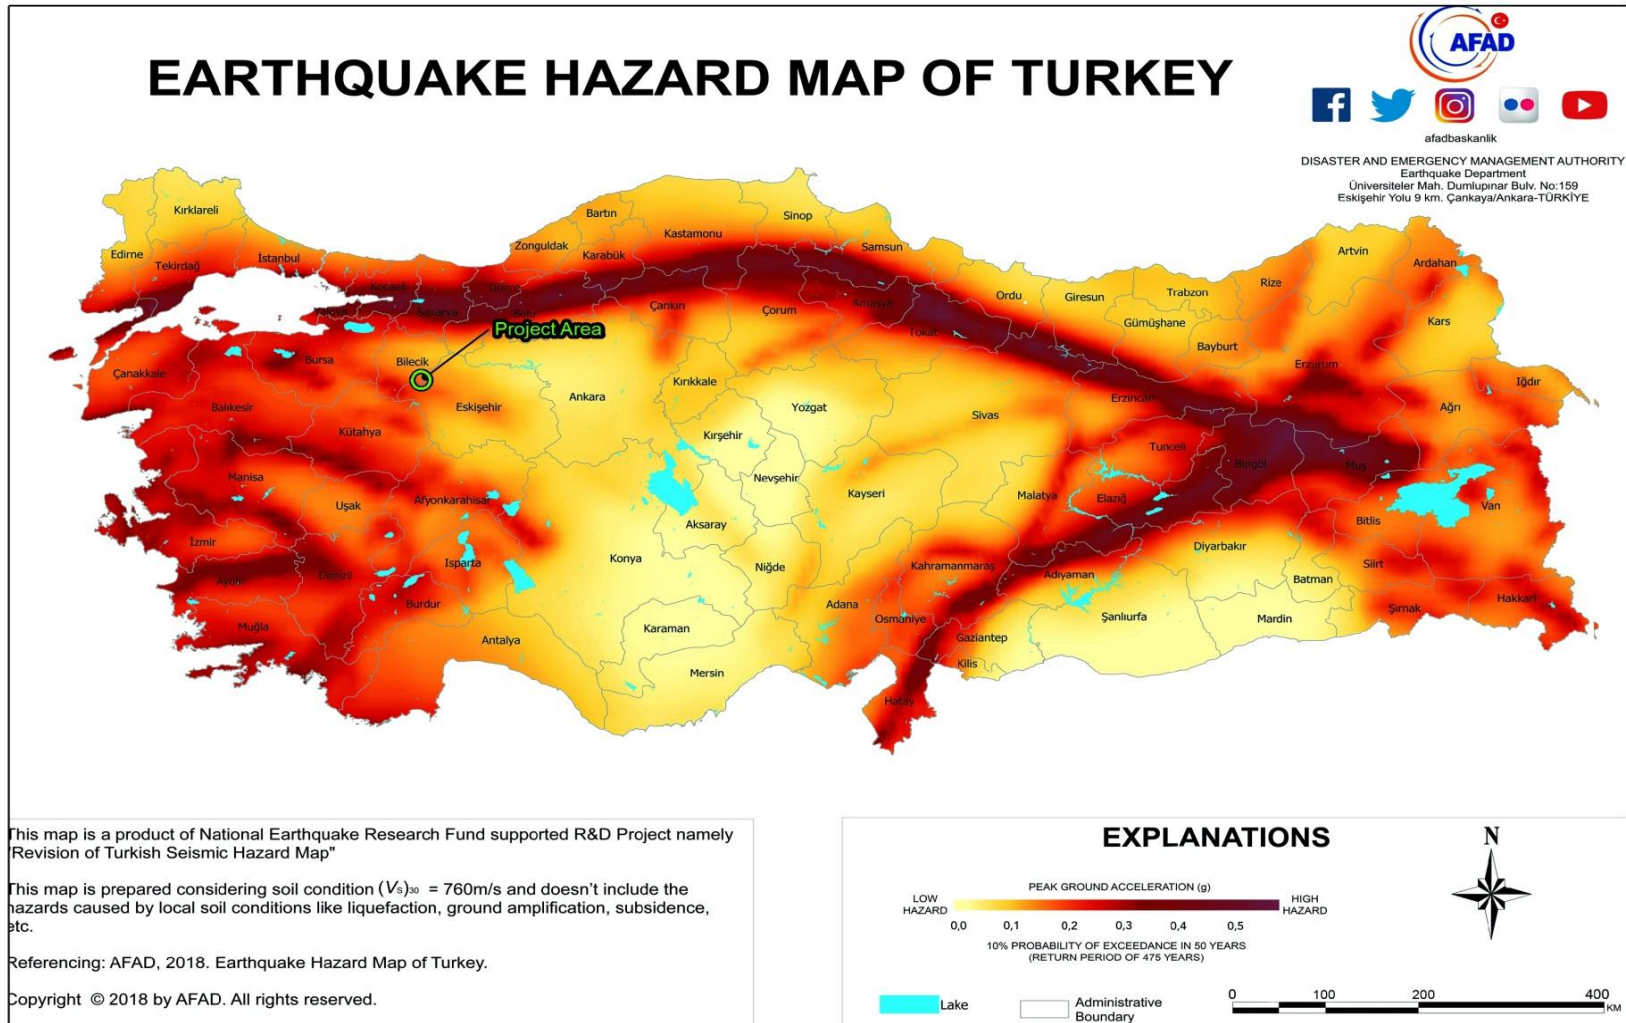 EARTHQUAKE HAZARD MAP OF TURKEY
AFAD
afadbaskanlik
DISASTER AND EMERGENCY MANAGEMENT AUTHORITY
Earthquake Department
Üniversiteler Mah. Dumlupınar Bulv. No:159
Eskişehir Yolu 9 km. Çankaya/Ankara-TÜRKİYE
Kırklareli
Edirne
Tekirdağ
İstanbul
Kocaeli
Yalova
Sakarya
Düzce
Bolu
Zonguldak
Bartın
Karabük
Kastamonu
Sinop
Samsun
Çankırı
Çorum
Amasya
Tokat
Ordu
Giresun
Trabzon
Gümüşhane
Bayburt
Rize
Artvin
Ardahan
Kars
Erzurum
Iğdır
Ağrı
Project Area
Bilecik
Bursa
Çanakkale
Balıkesir
Kütahya
Eskişehir
Ankara
Kırıkkale
Yozgat
Sivas
Erzincan
Tunceli
Bingöl
Muş
Kırşehir
Nevşehir
Kayseri
Malatya
Elazığ
Van
Bitlis
Manisa
Uşak
Afyonkarahisar
Aksaray
İzmir
Aydın
Denizli
Isparta
Burdur
Konya
Niğde
Kahramanmaraş
Adıyaman
Diyarbakır
Siirt
Batman
Mardin
Şırnak
Hakkari
Muğla
Antalya
Karaman
Mersin
Adana
Osmaniye
Gaziantep
Kilis
Şanlıurfa
Hatay
This map is a product of National Earthquake Research Fund supported R&D Project namely
"Revision of Turkish Seismic Hazard Map"
This map is prepared considering soil condition (Vs)30 = 760m/s and doesn't include the
hazards caused by local soil conditions like liquefaction, ground amplification, subsidence,
etc.
Referencing: AFAD, 2018. Earthquake Hazard Map of Turkey.
Copyright © 2018 by AFAD. All rights reserved.
EXPLANATIONS
N
PEAK GROUND ACCELERATION (g)
LOW HAZARD
HIGH HAZARD
0,0 0,1 0,2 0,3 0,4 0,5
10% PROBABILITY OF EXCEEDANCE IN 50 YEARS
(RETURN PERIOD OF 475 YEARS)
Lake
Administrative
Boundary
0 100 200 400
KM